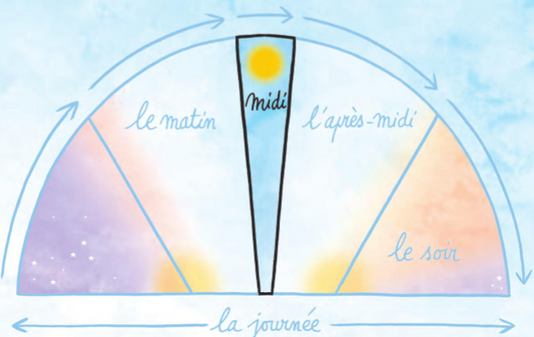 midi
le matin
l'après-midi
le soir
la journée